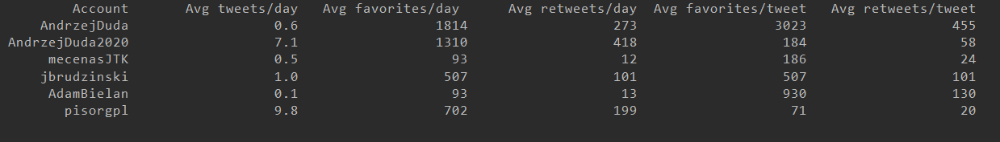 Account Avg tweets/day Avg favorites/day Avg retweets/day Avg favorites/tweet Avg retweets/tweet
AndrzejDuda 0.6 1814 273 3023 455
AndrzejDuda2020 7.1 1310 418 184 58
mecenasJTK 0.5 93 12 186 24
jbrudzinski 1.0 507 101 507 101
AdamBielan 0.1 93 13 930 130
pisorgpl 9.8 702 199 71 20